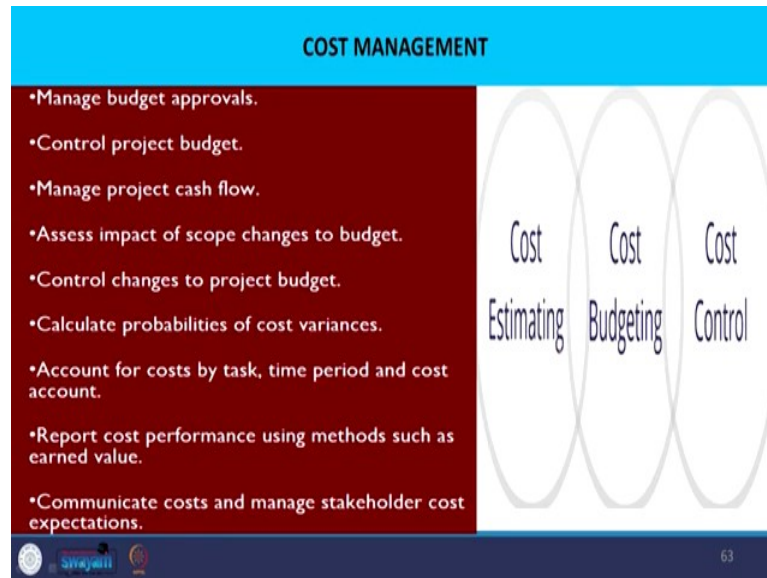 COST MANAGEMENT
•Manage budget approvals.
•Control project budget.
•Manage project cash flow.
•Assess impact of scope changes to budget.
•Control changes to project budget.
•Calculate probabilities of cost variances.
•Account for costs by task, time period and cost
account.
•Report cost performance using methods such as
earned value.
•Communicate costs and manage stakeholder cost
expectations.
Cost
Estimating
Cost
Budgeting
Cost
Control
swayam
63